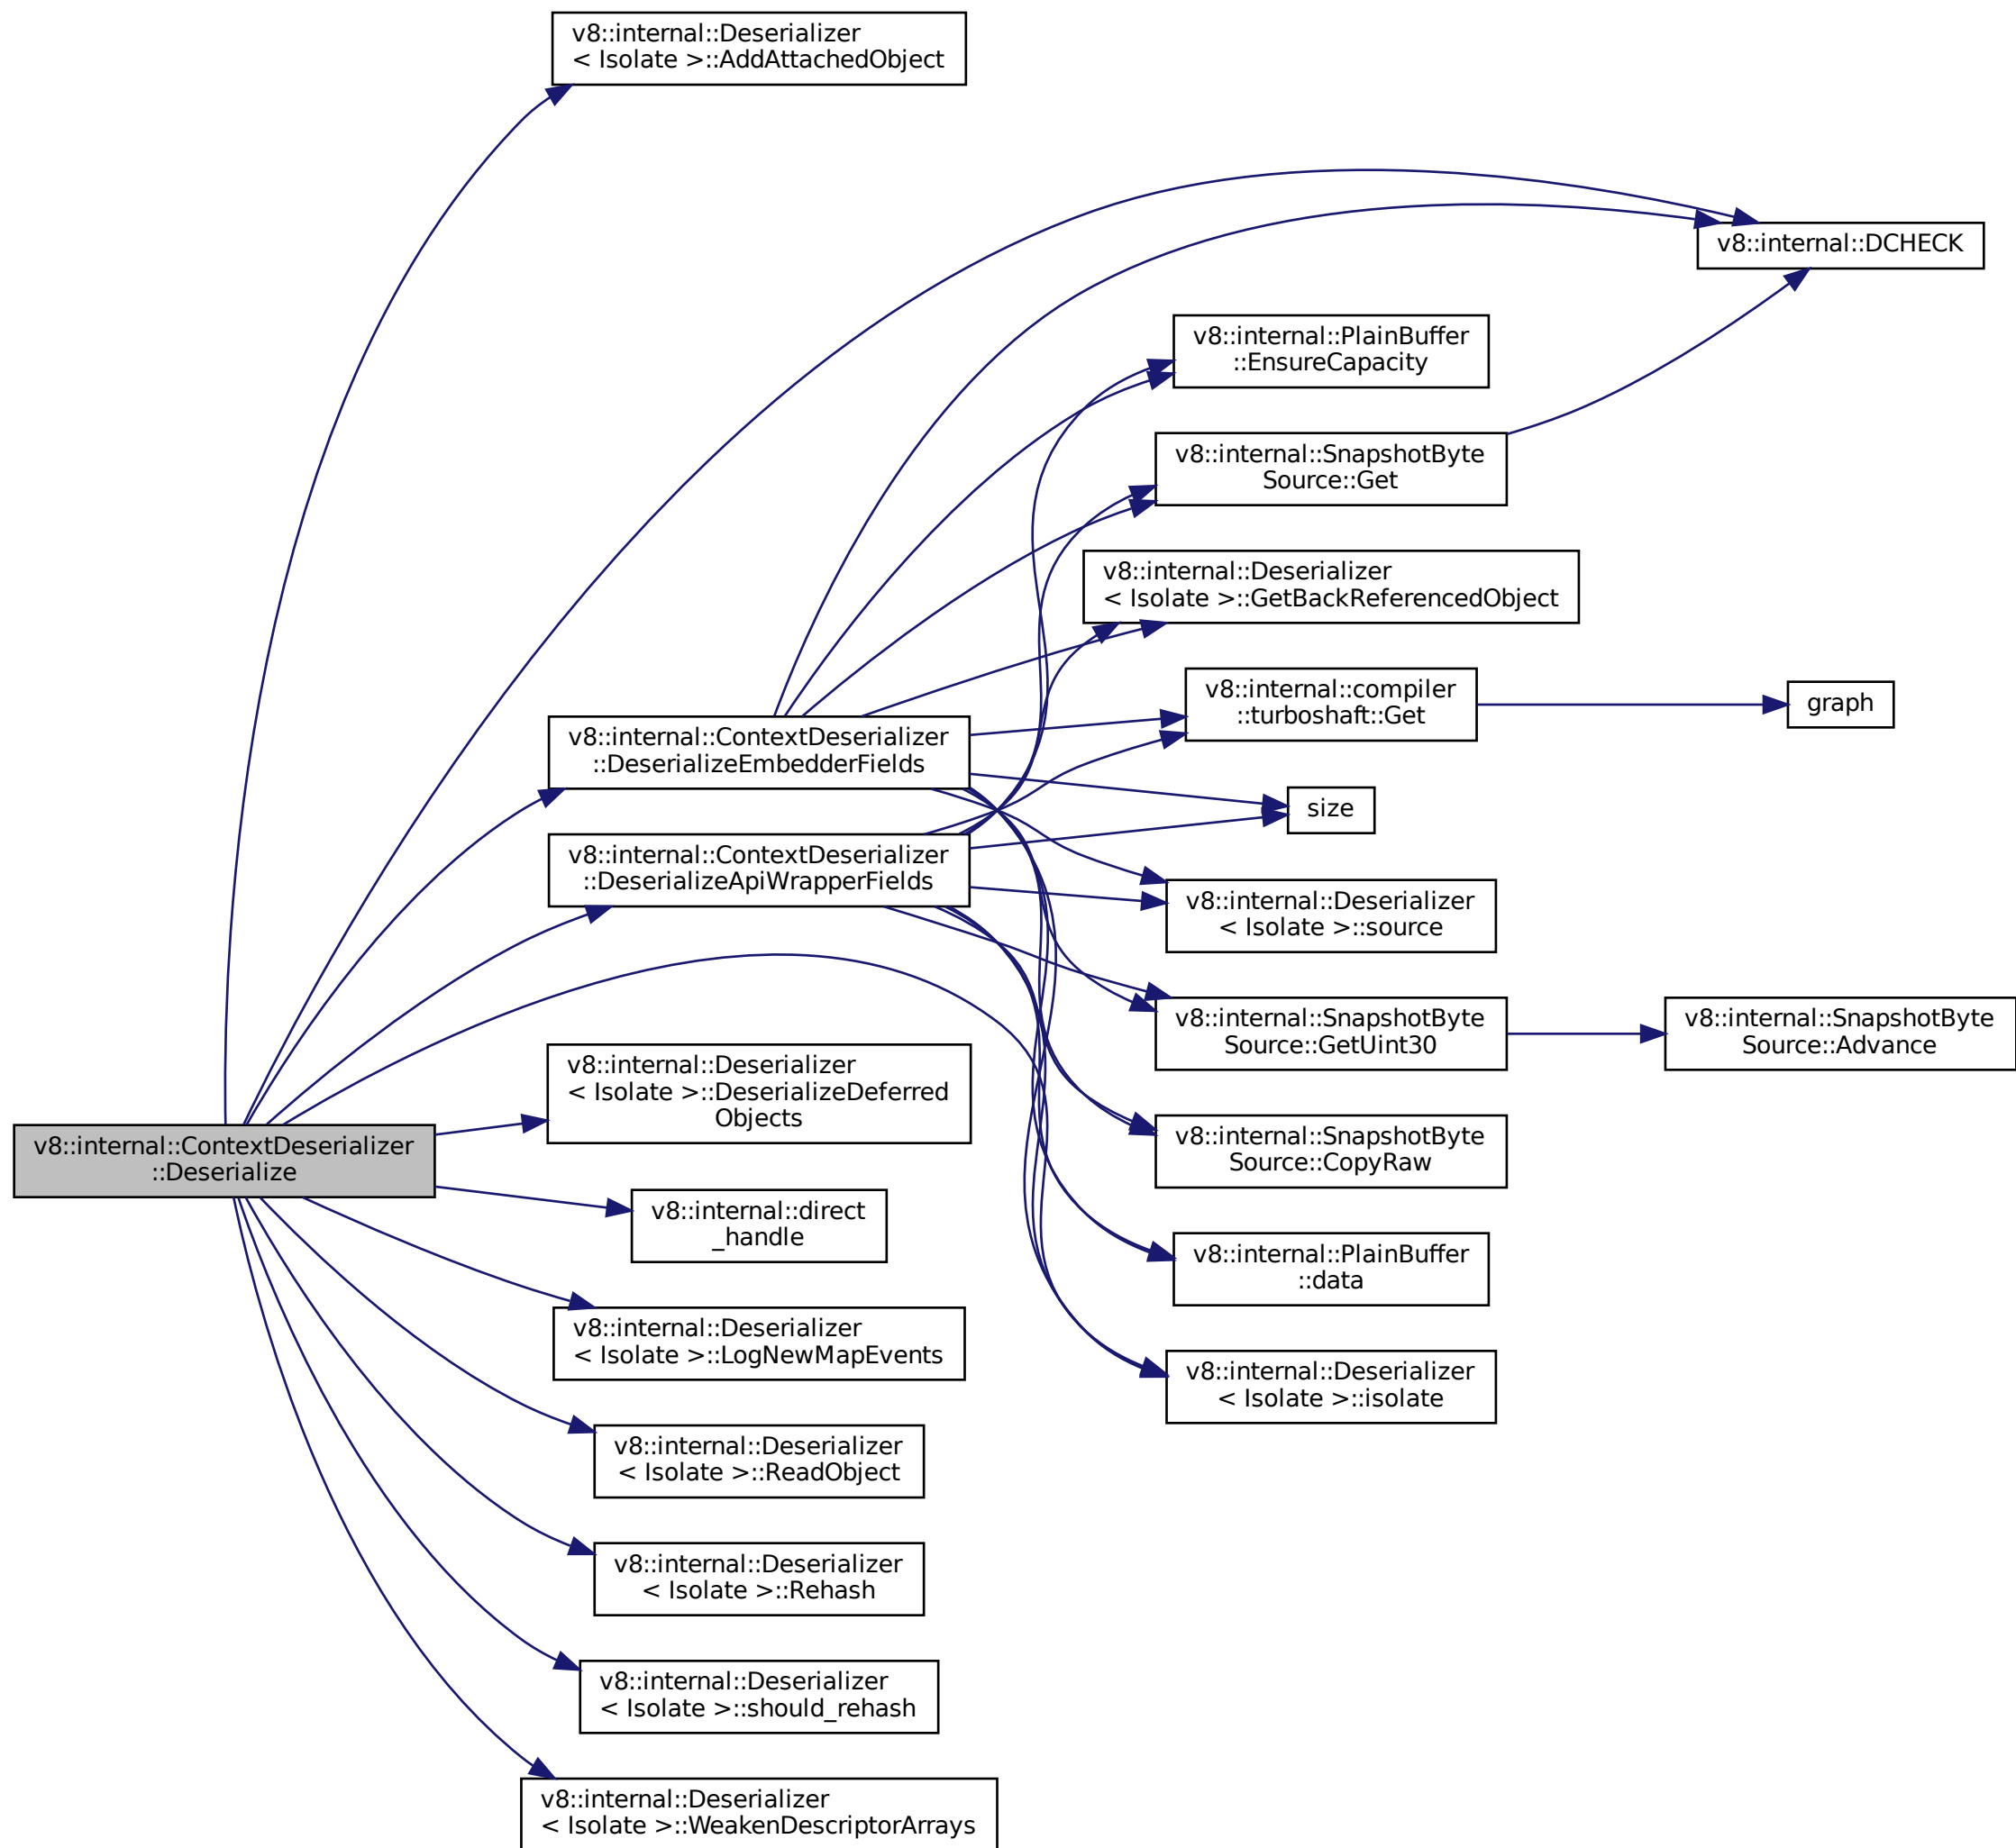 v8::internal::Deserializer
< Isolate >::AddAttachedObject
v8::internal::DCHECK
v8::internal::PlainBuffer
::EnsureCapacity
v8::internal::SnapshotByte
Source::Get
v8::internal::Deserializer
< Isolate >::GetBackReferencedObject
v8::internal::compiler
::turboshaft::Get
graph
v8::internal::ContextDeserializer
::DeserializeEmbedderFields
size
v8::internal::ContextDeserializer
::DeserializeApiWrapperFields
v8::internal::Deserializer
< Isolate >::source
v8::internal::SnapshotByte
Source::GetUint30
v8::internal::SnapshotByte
Source::Advance
v8::internal::Deserializer
< Isolate >::DeserializeDeferred
Objects
v8::internal::ContextDeserializer
::Deserialize
v8::internal::SnapshotByte
Source::CopyRaw
v8::internal::direct
_handle
v8::internal::PlainBuffer
::data
v8::internal::Deserializer
< Isolate >::LogNewMapEvents
v8::internal::Deserializer
< Isolate >::isolate
v8::internal::Deserializer
< Isolate >::ReadObject
v8::internal::Deserializer
< Isolate >::Rehash
v8::internal::Deserializer
< Isolate >::should_rehash
v8::internal::Deserializer
< Isolate >::WeakenDescriptorArrays